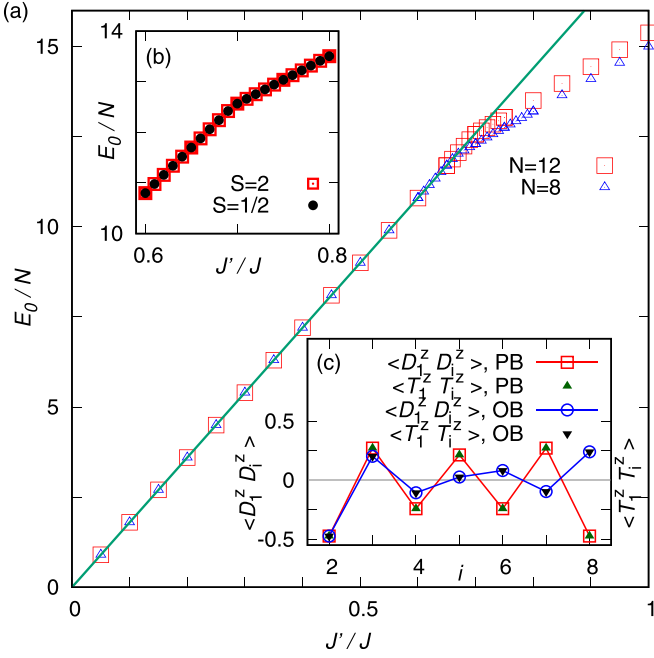 (a)
15
10
5
0
E₀ / N
0
0.5
1
J' / J
N=12
N=8
(b)
14
12
10
E₀ / N
S=2
S=1/2
0.6
0.8
J' / J
(c)
<D₁ᶻ Dᵢᶻ>, PB
<T₁ᶻ Tᵢᶻ>, PB
<D₁ᶻ Dᵢᶻ>, OB
<T₁ᶻ Tᵢᶻ>, OB
0.5
0
-0.5
<D₁ᶻ Dᵢᶻ>
<T₁ᶻ Tᵢᶻ>
2
4
i
6
8